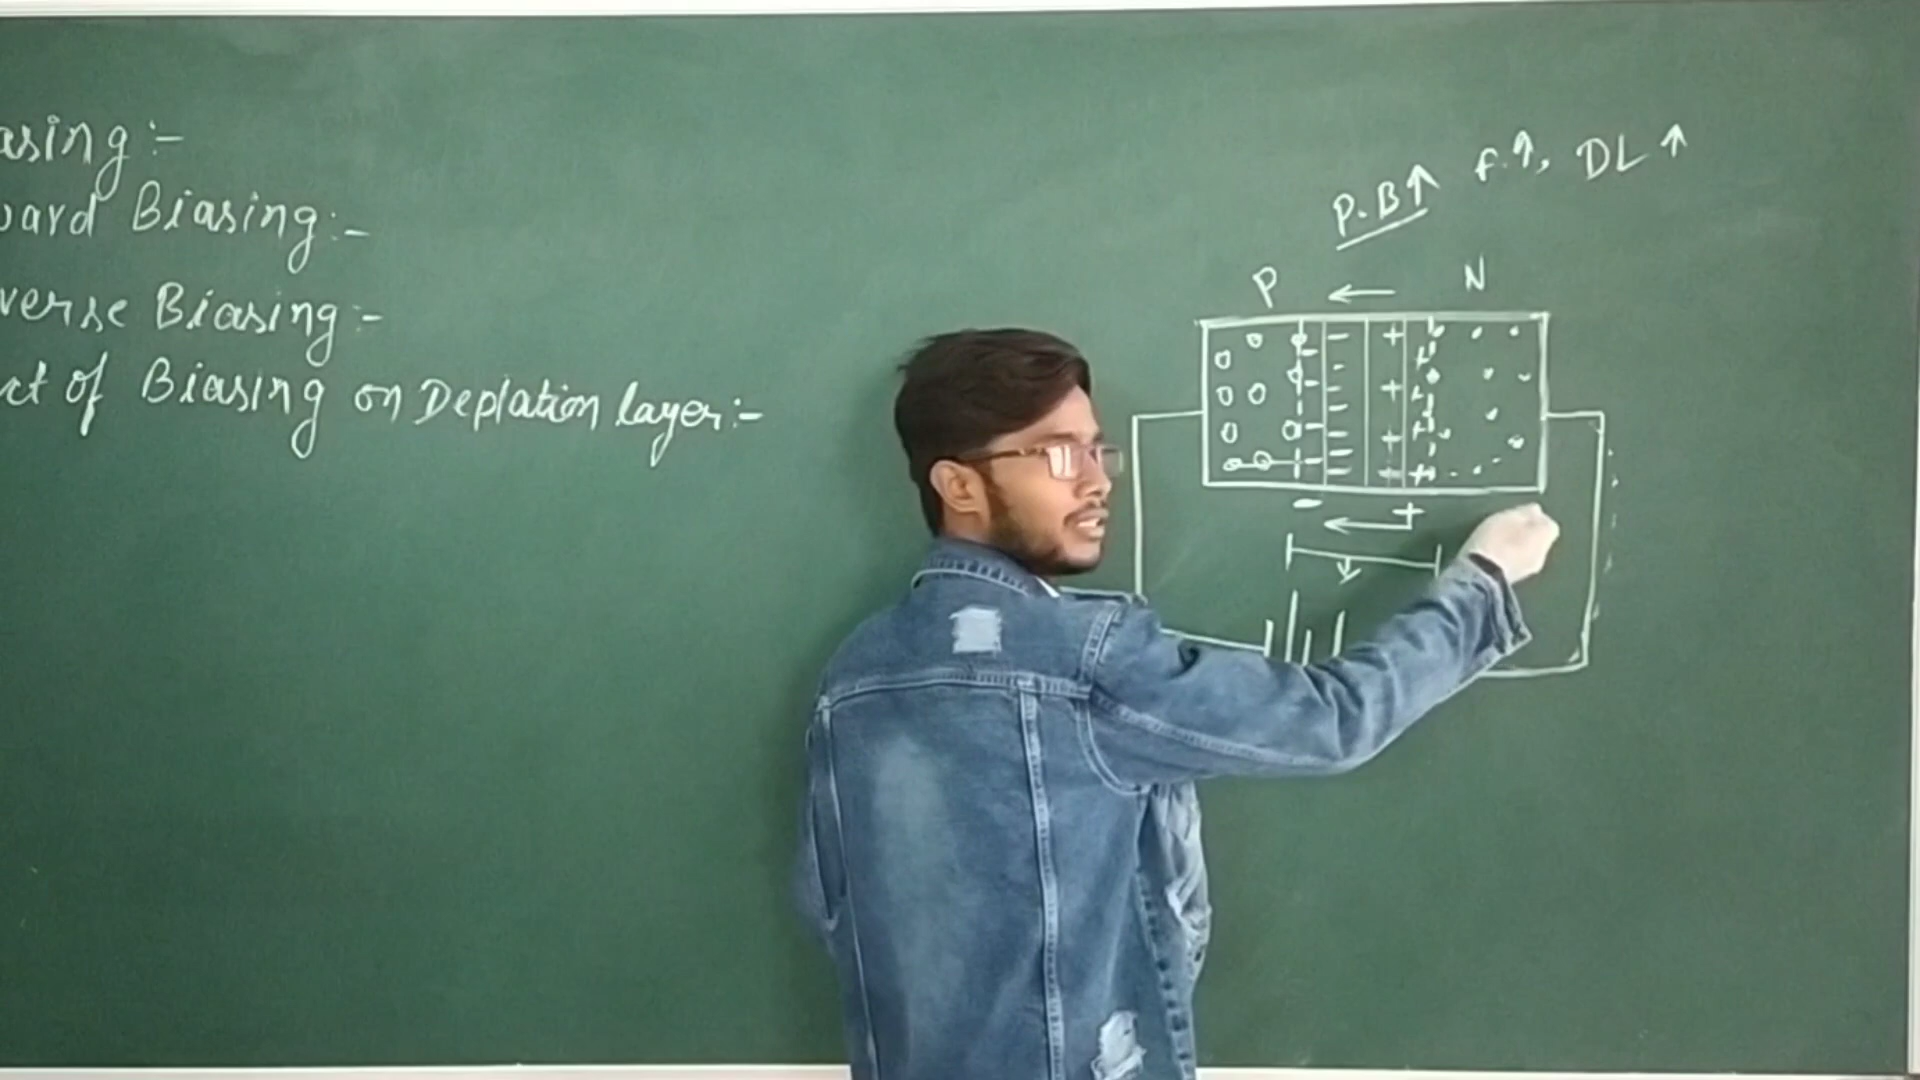 asing:-
ward Biasing:-
verse Biasing:-
ct of Biasing on Deplation layer:-
P.B↑ f.↑, DL ↑
P ← N
- +